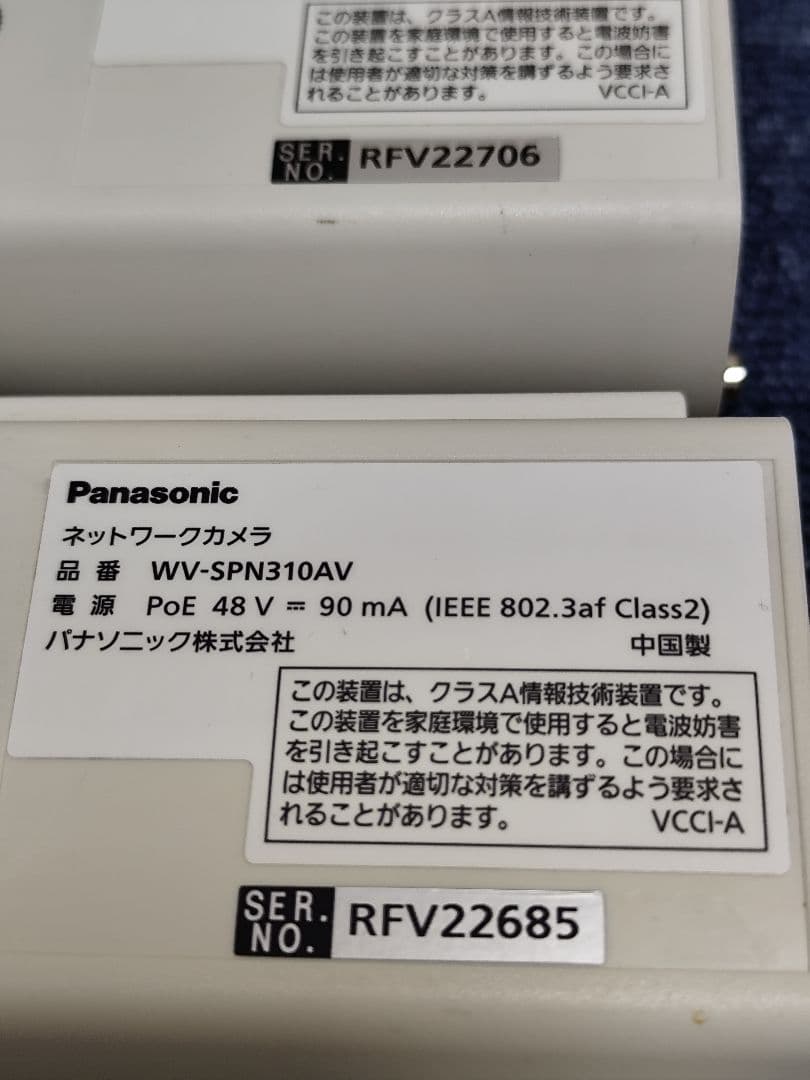 この装置は、クラスA情報技術装置です。
この装置を家庭環境で使用すると電波妨害
を引き起こすことがあります。この場合に
は使用者が適切な対策を講ずるよう要求さ
れることがあります。 VCCI-A
SER. NO. RFV22706
Panasonic
ネットワークカメラ
品 番 WV-SPN310AV
電 源 PoE 48 V ⎓ 90 mA (IEEE 802.3af Class2)
パナソニック株式会社 中国製
この装置は、クラスA情報技術装置です。
この装置を家庭環境で使用すると電波妨害
を引き起こすことがあります。この場合に
は使用者が適切な対策を講ずるよう要求さ
れることがあります。 VCCI-A
SER. NO. RFV22685